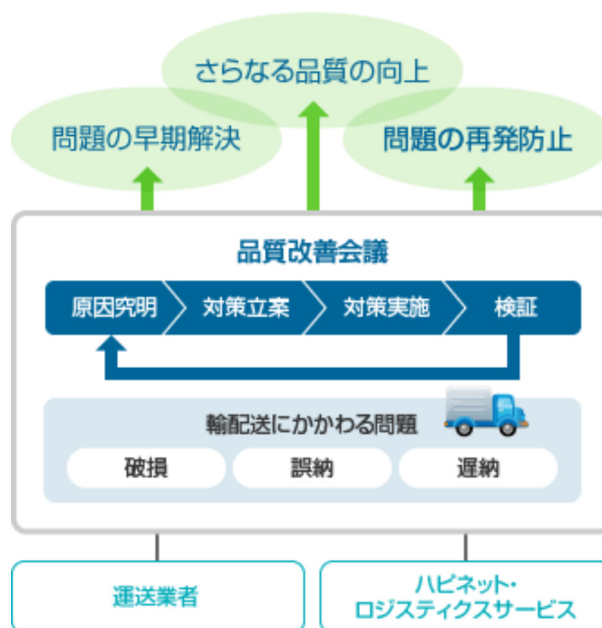 さらなる品質の向上
問題の早期解決
問題の再発防止
品質改善会議
原因究明
対策立案
対策実施
検証
輸配送にかかわる問題
破損
誤納
遅納
運送業者
ハピネット・
ロジスティクスサービス